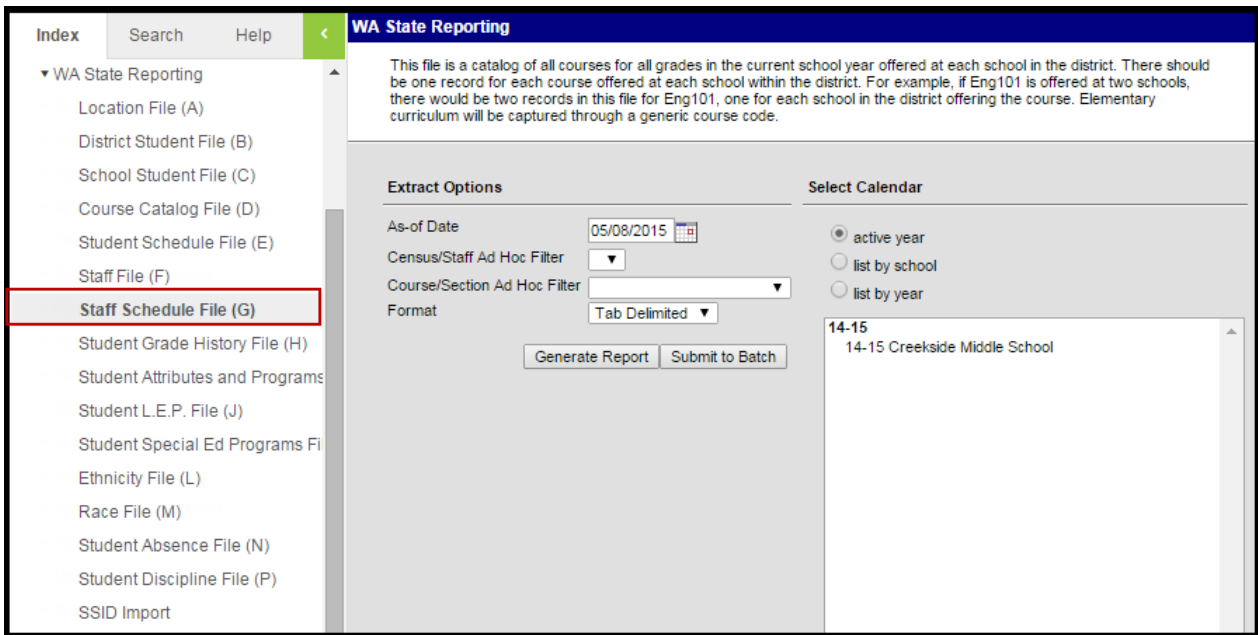 Index
Search
Help
<
▾ WA State Reporting
Location File (A)
District Student File (B)
School Student File (C)
Course Catalog File (D)
Student Schedule File (E)
Staff File (F)
Staff Schedule File (G)
Student Grade History File (H)
Student Attributes and Programs
Student L.E.P. File (J)
Student Special Ed Programs Fi
Ethnicity File (L)
Race File (M)
Student Absence File (N)
Student Discipline File (P)
SSID Import
WA State Reporting
This file is a catalog of all courses for all grades in the current school year offered at each school in the district. There should
be one record for each course offered at each school within the district. For example, if Eng101 is offered at two schools,
there would be two records in this file for Eng101, one for each school in the district offering the course. Elementary
curriculum will be captured through a generic course code.
Extract Options
As-of Date 05/08/2015
Census/Staff Ad Hoc Filter
Course/Section Ad Hoc Filter
Format Tab Delimited
Generate Report Submit to Batch
Select Calendar
active year
list by school
list by year
14-15
14-15 Creekside Middle School